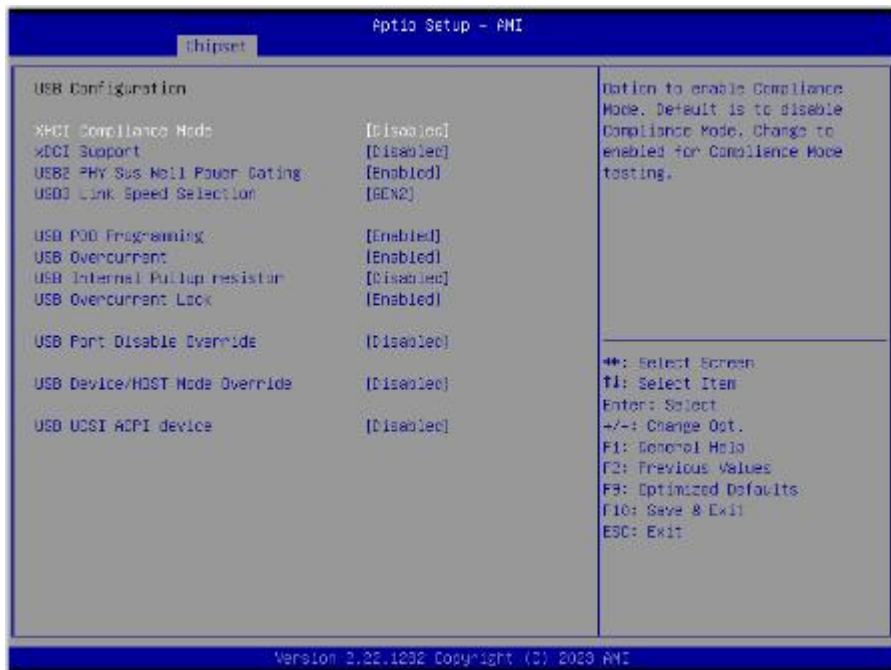 Aptio Setup - AMI
Chipset
USB Configuration
XHCI Compliance Mode [Disabled]
xDCI Support [Disabled]
USB2 PHY Sus Well Power Gating [Enabled]
USB3 Link Speed Selection [GEN2]
USB PDO Programming [Enabled]
USB Overcurrent [Enabled]
USB Internal Pullup resistor [Disabled]
USB Overcurrent Lock [Enabled]
USB Port Disable Override [Disabled]
USB Device/HOST Mode Override [Disabled]
USB UCSI ACPI device [Disabled]
Option to enable Compliance
Mode. Default is to disable
Compliance Mode. Change to
enabled for Compliance Mode
testing.
→←: Select Screen
↑↓: Select Item
Enter: Select
+/-: Change Opt.
F1: General Help
F2: Previous Values
F9: Optimized Defaults
F10: Save & Exit
ESC: Exit
Version 2.22.1282 Copyright (C) 2023 AMI